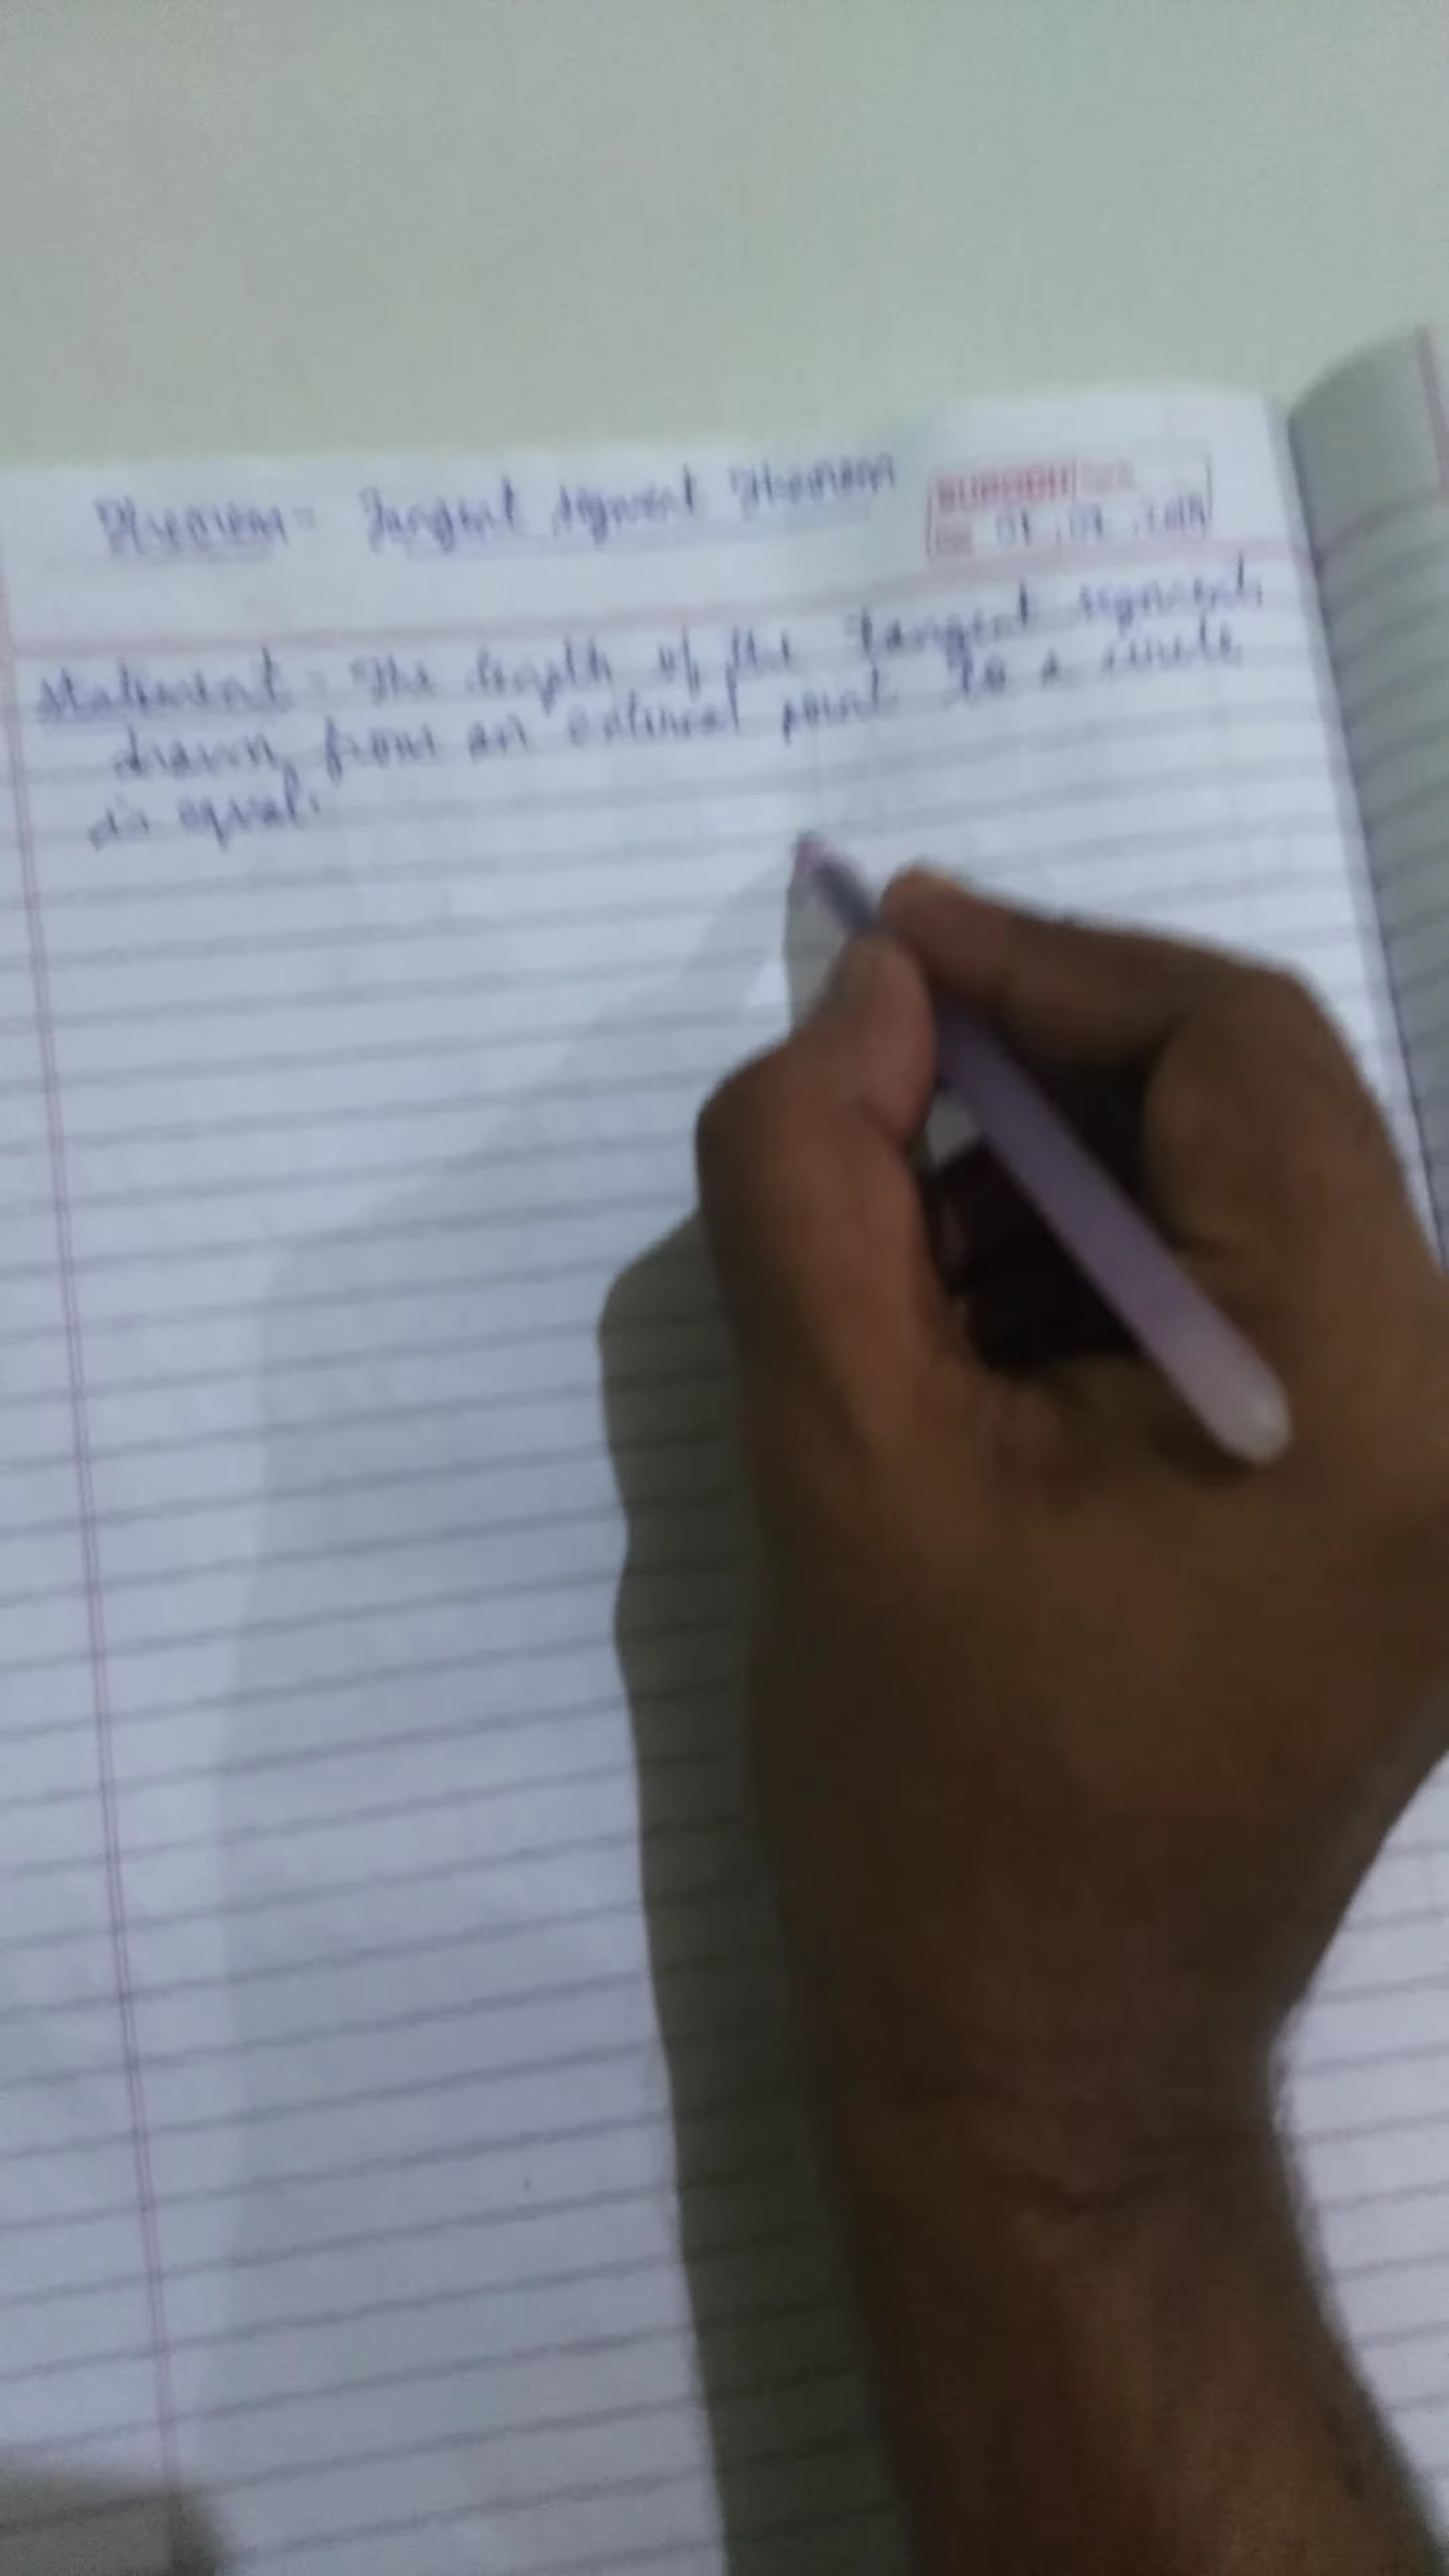 Theorem - Tangent segment Theorem
Statement - The length of the tangent segments
drawn from an external point to a circle
is equal.